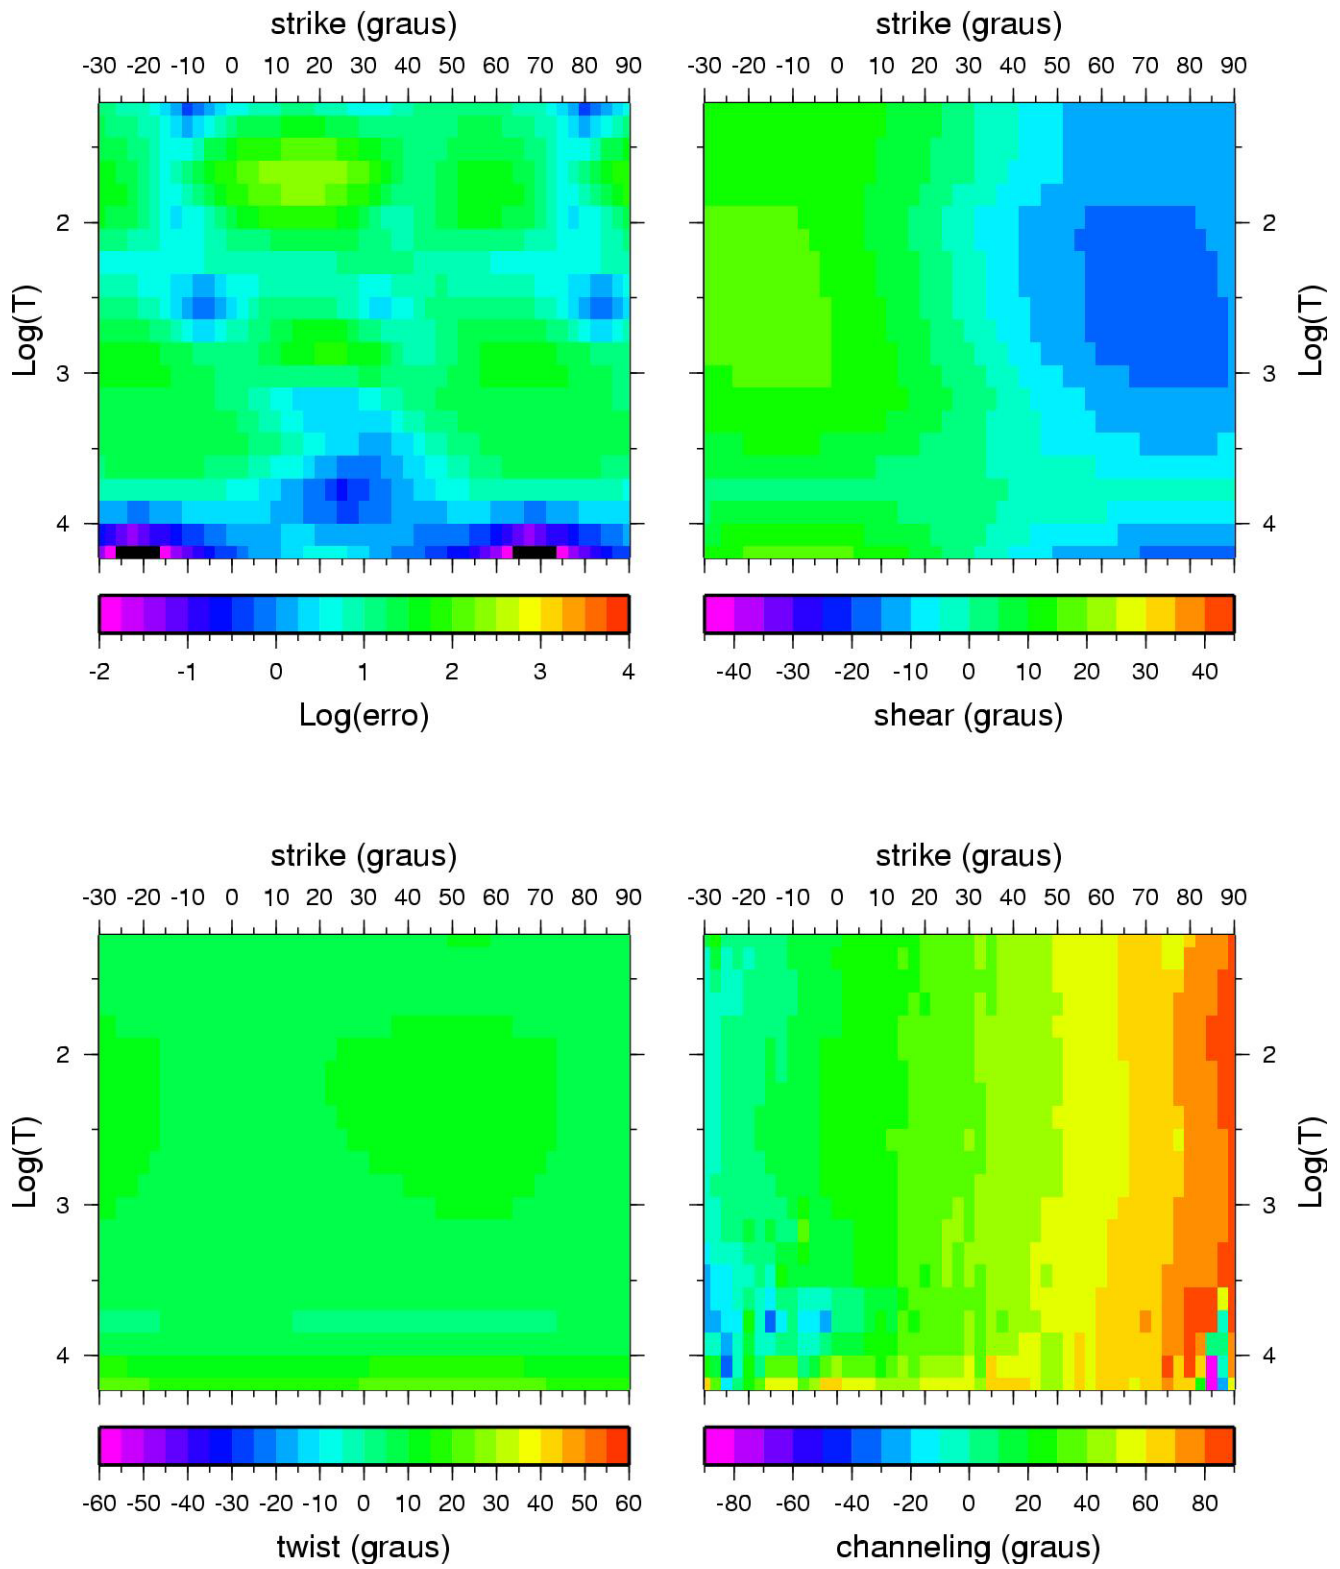 strike (graus)
-30 -20 -10 0 10 20 30 40 50 60 70 80 90
Log(T)
2
3
4
-2 -1 0 1 2 3 4
Log(erro)
strike (graus)
-30 -20 -10 0 10 20 30 40 50 60 70 80 90
2
3
4
Log(T)
-40 -30 -20 -10 0 10 20 30 40
shear (graus)
strike (graus)
-30 -20 -10 0 10 20 30 40 50 60 70 80 90
Log(T)
2
3
4
-60 -50 -40 -30 -20 -10 0 10 20 30 40 50 60
twist (graus)
strike (graus)
-30 -20 -10 0 10 20 30 40 50 60 70 80 90
2
3
4
Log(T)
-80 -60 -40 -20 0 20 40 60 80
channeling (graus)